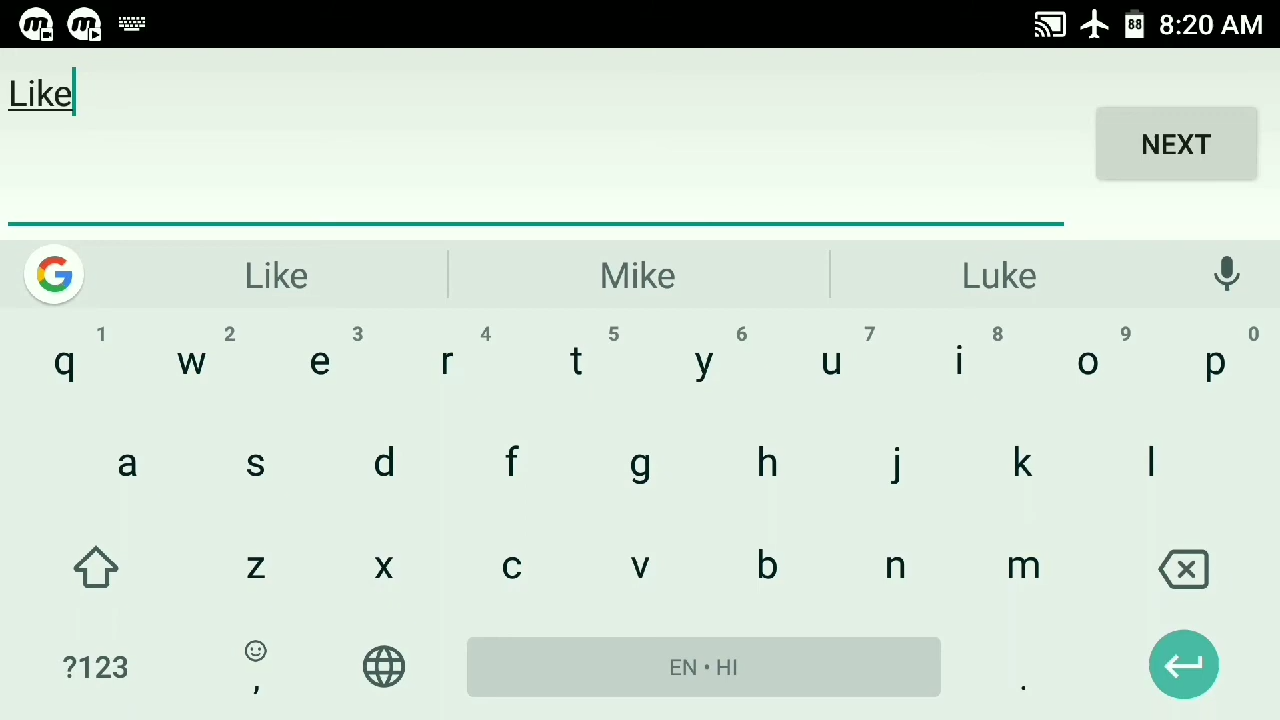 88 8:20 AM
Like
NEXT
Like Mike Luke
1 2 3 4 5 6 7 8 9 0
q w e r t y u i o p
a s d f g h j k l
z x c v b n m
?123 , EN • HI .